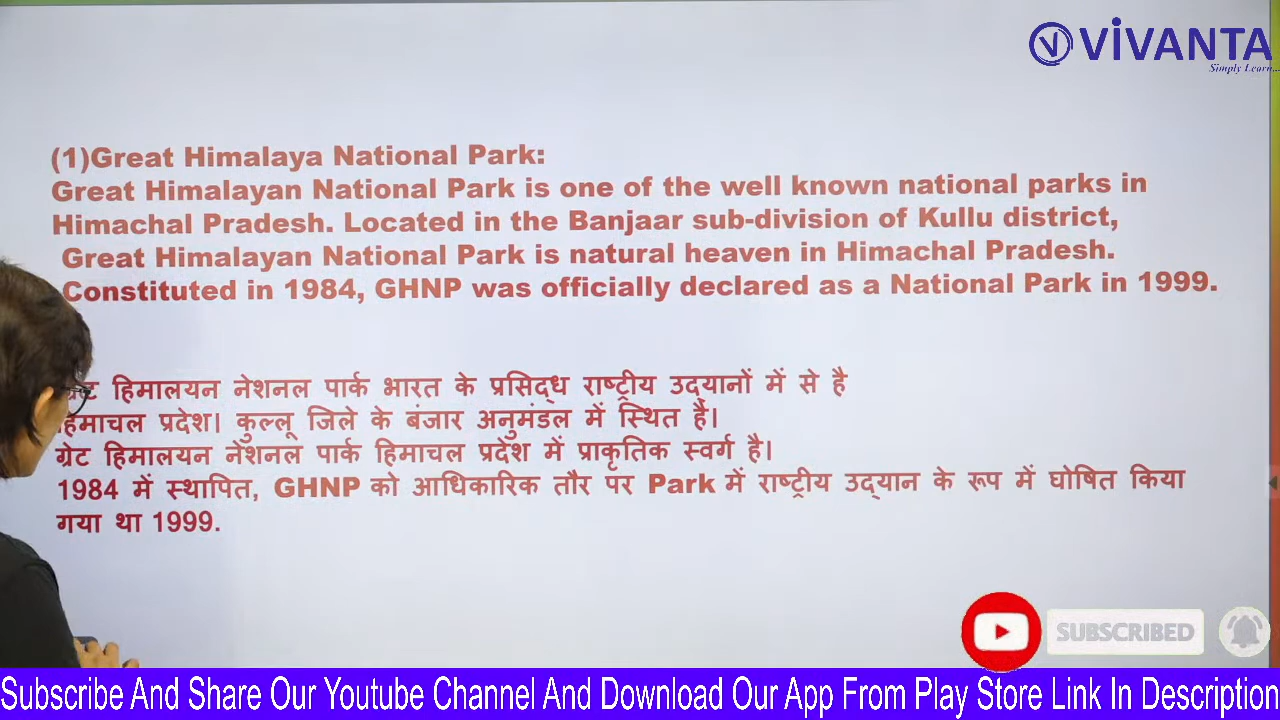 VIVANTA
Simply Learn...
(1)Great Himalaya National Park:
Great Himalayan National Park is one of the well known national parks in
Himachal Pradesh. Located in the Banjaar sub-division of Kullu district,
Great Himalayan National Park is natural heaven in Himachal Pradesh.
Constituted in 1984, GHNP was officially declared as a National Park in 1999.
हिमालयन नेशनल पार्क भारत के प्रसिद्ध राष्ट्रीय उद्यानों में से है
हिमाचल प्रदेश। कुल्लू जिले के बंजार अनुमंडल में स्थित है।
ग्रेट हिमालयन नेशनल पार्क हिमाचल प्रदेश में प्राकृतिक स्वर्ग है।
1984 में स्थापित, GHNP को आधिकारिक तौर पर Park में राष्ट्रीय उद्यान के रूप में घोषित किया
गया था 1999.
SUBSCRIBED
Subscribe And Share Our Youtube Channel And Download Our App From Play Store Link In Description